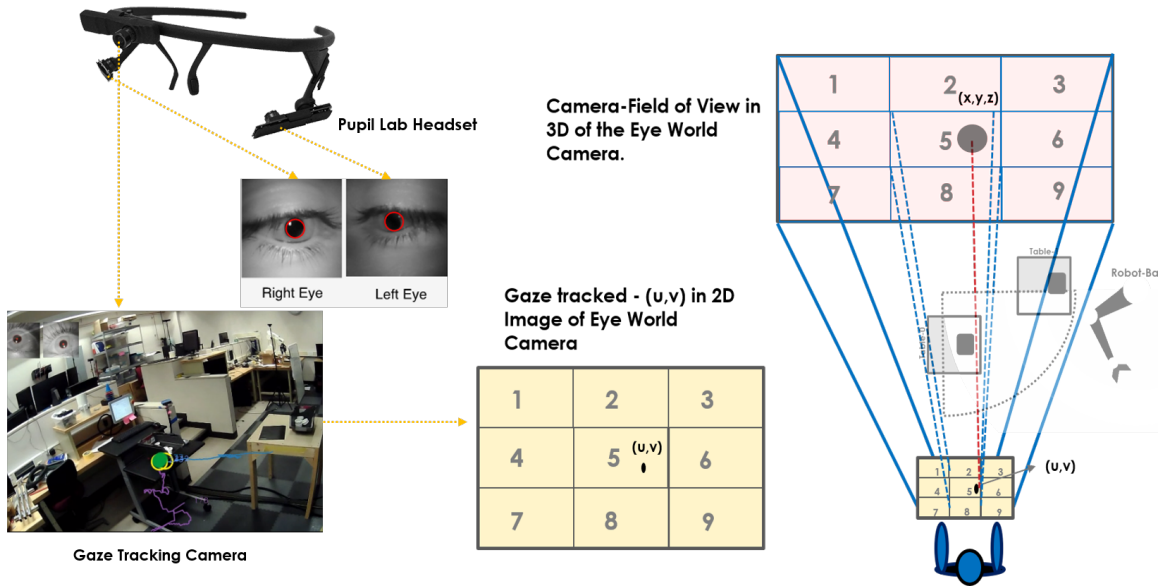 Pupil Lab Headset
Right Eye
Left Eye
Gaze Tracking Camera
Gaze tracked - (u,v) in 2D
Image of Eye World
Camera
1 2 3
4 5 (u,v) 6
7 8 9
Camera-Field of View in
3D of the Eye World
Camera.
1 2 3
(x,y,z)
4 5 6
7 8 9
Robot-Ba
1 2 3
4 5 6
7 8 9
(u,v)